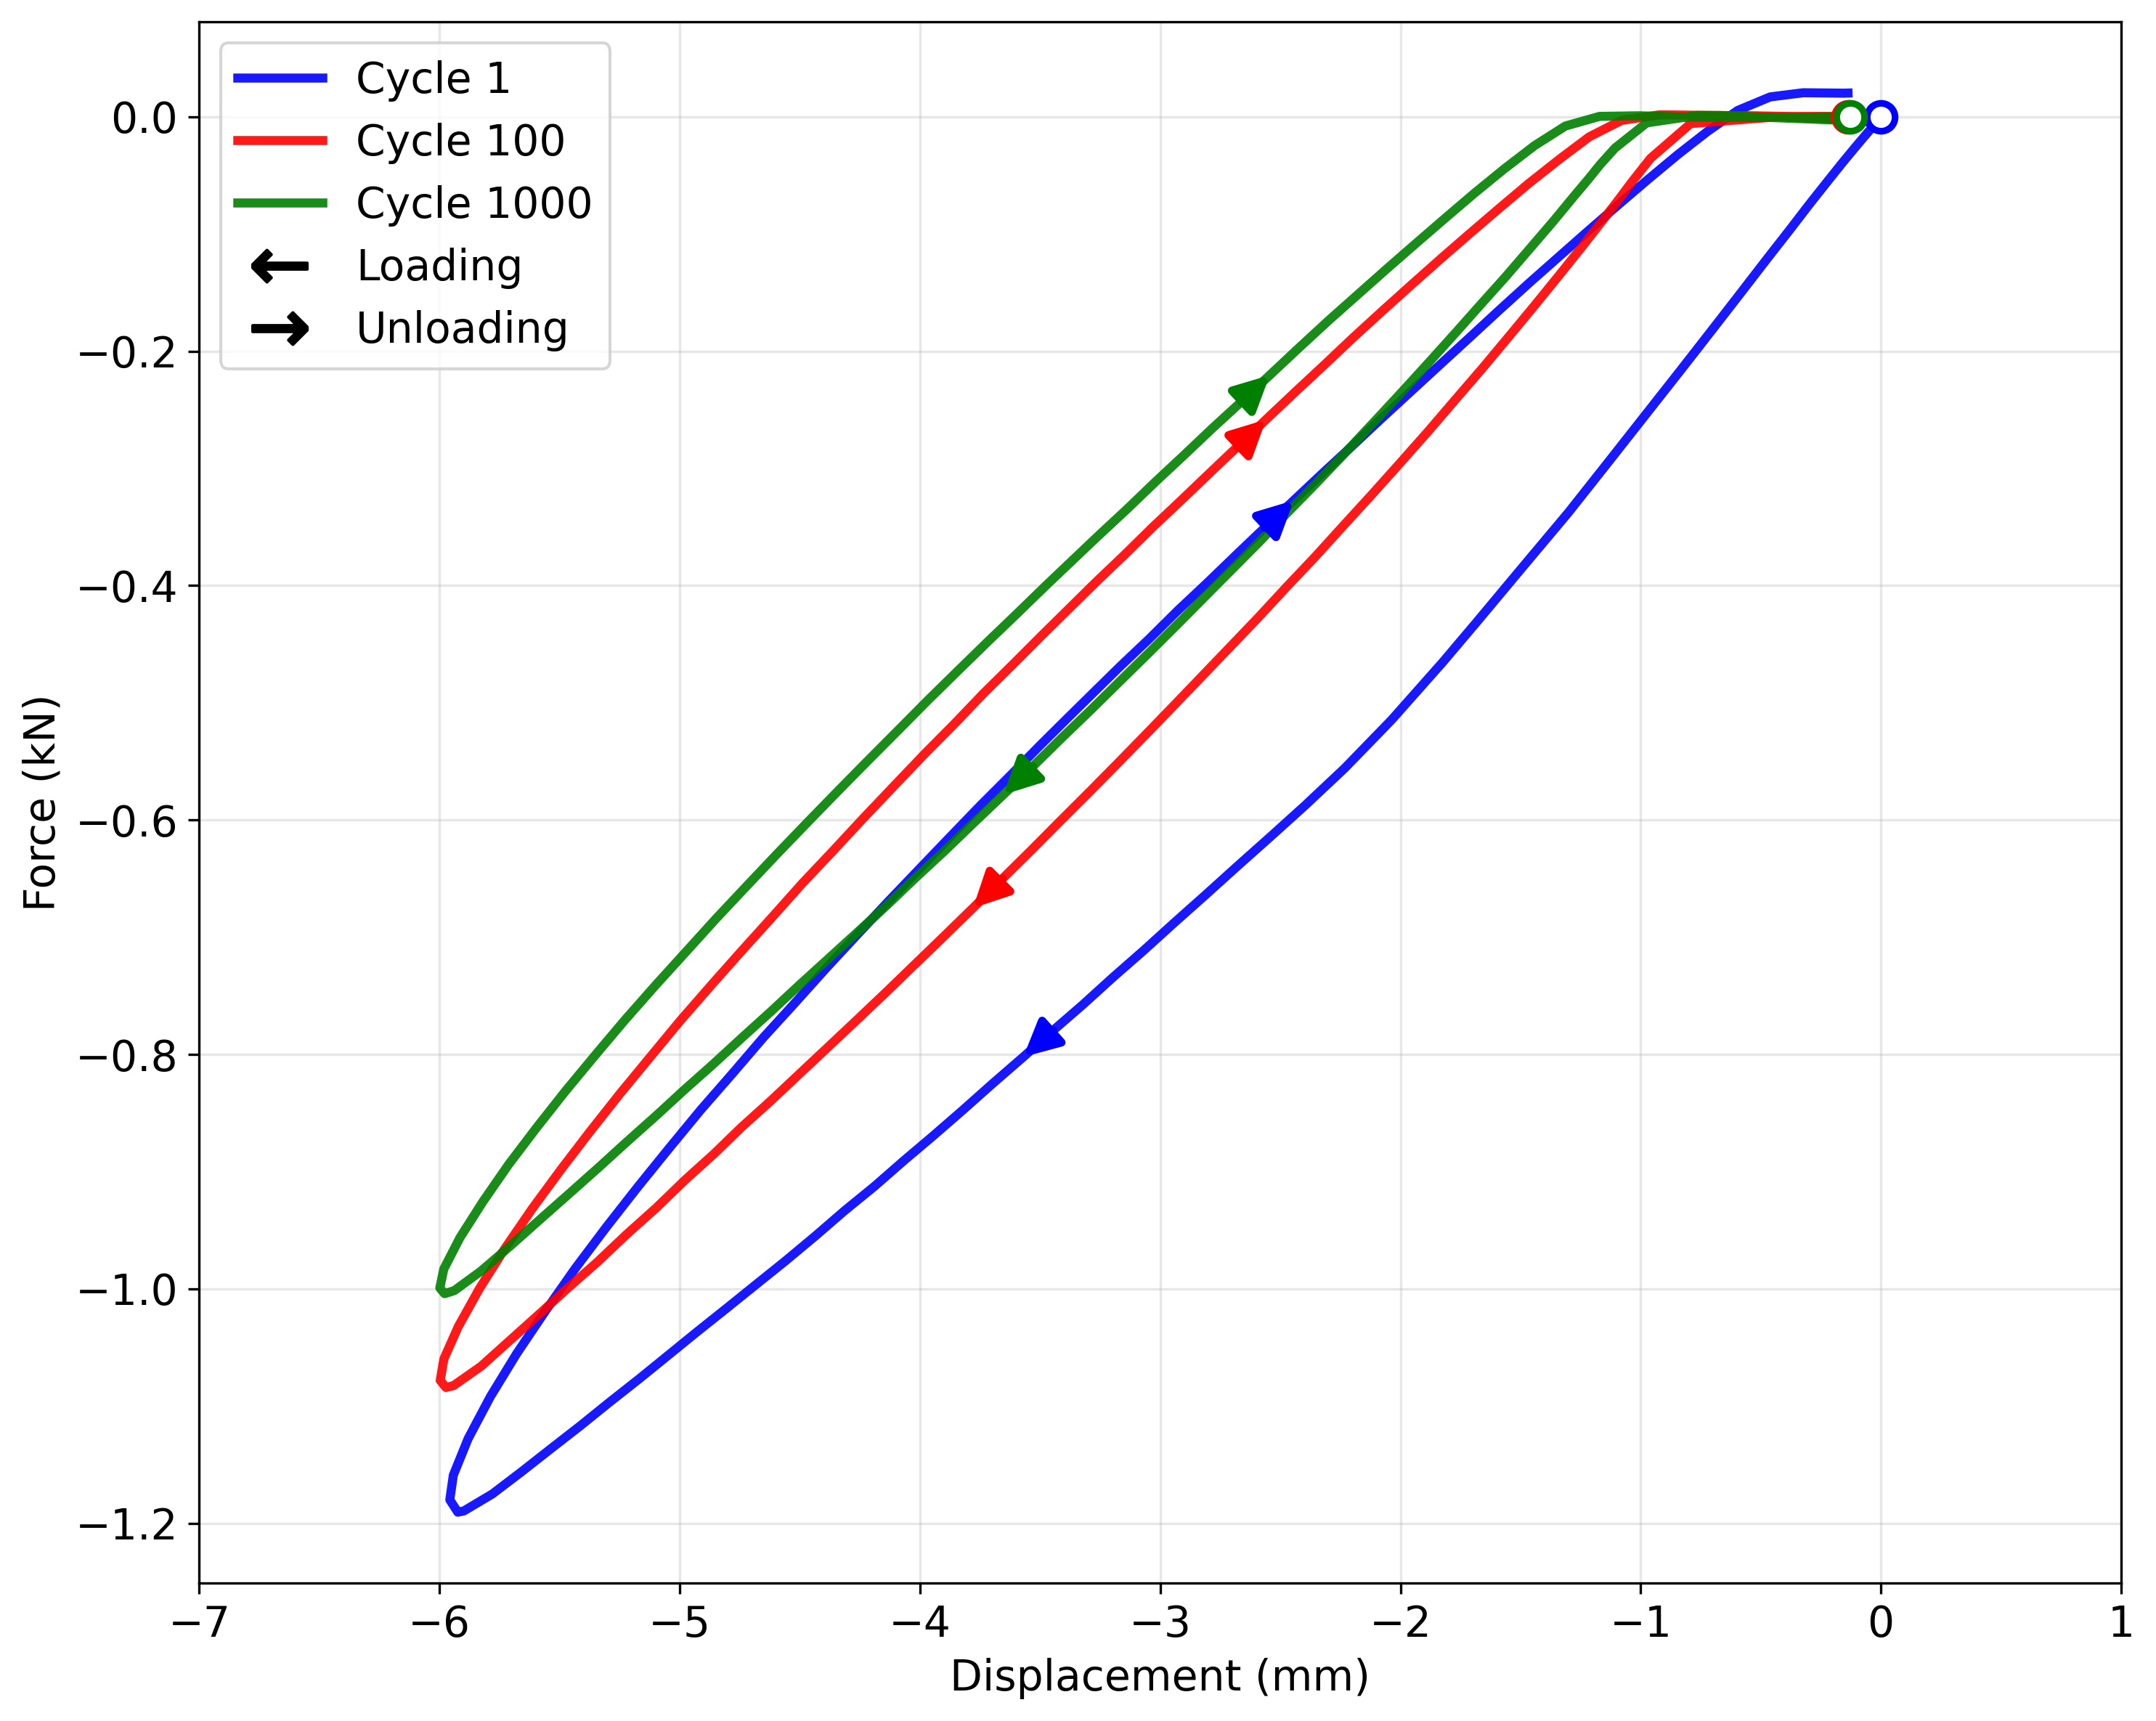 Cycle 1
Cycle 100
Cycle 1000
Loading
Unloading
0.0
−0.2
−0.4
−0.6
−0.8
−1.0
−1.2
Force (kN)
−7 −6 −5 −4 −3 −2 −1 0 1
Displacement (mm)